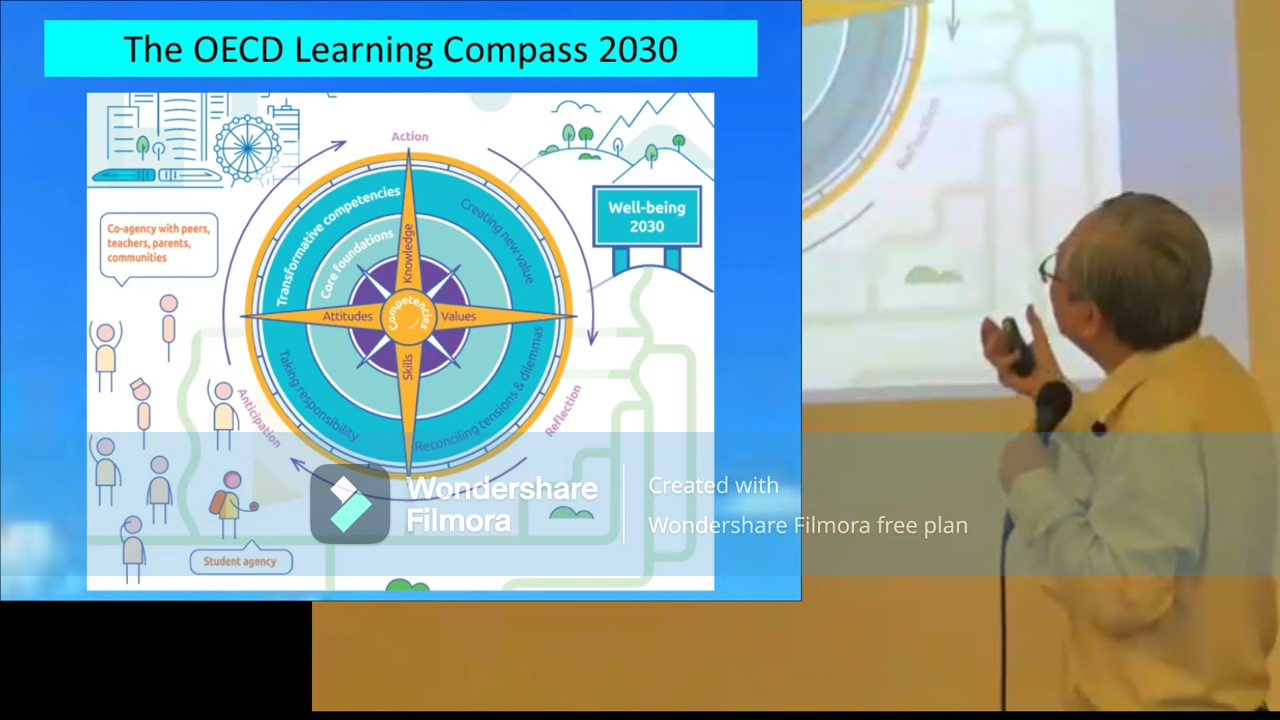 The OECD Learning Compass 2030
Action
Transformative competencies
Creating new value
Core foundations
Knowledge
Well-being
2030
Co-agency with peers,
teachers, parents,
communities
Attitudes
Competencies
Values
Skills
Taking responsibility
Reconciling tensions & dilemmas
Anticipation
Reflection
Student agency
Wondershare
Filmora
Created with
Wondershare Filmora free plan